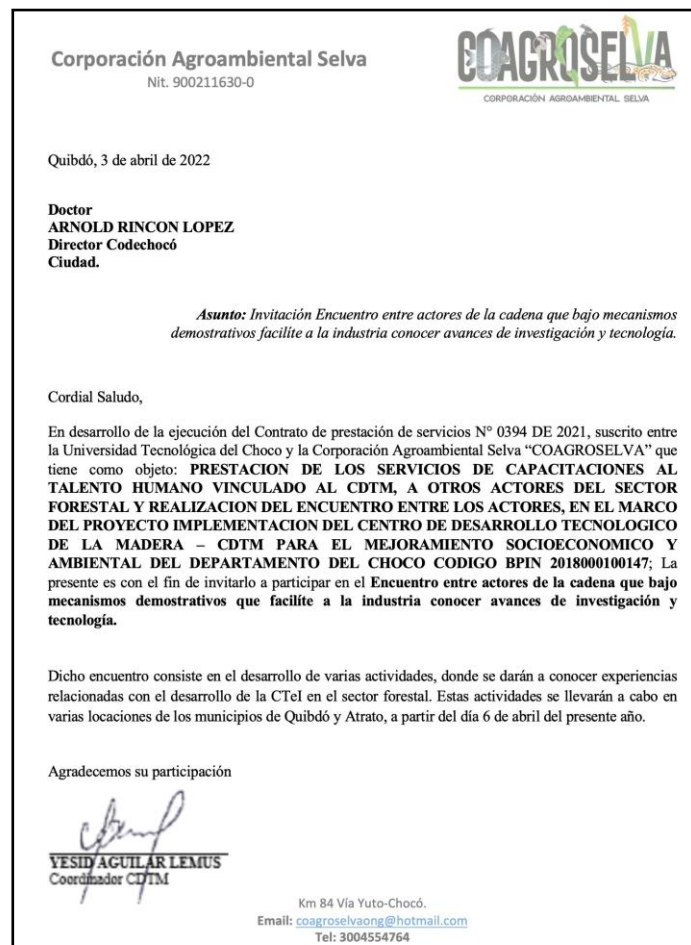 Corporación Agroambiental Selva
Nit. 900211630-0
COAGROSELVA
CORPORACIÓN AGROAMBIENTAL SELVA
Quibdó, 3 de abril de 2022
Doctor
ARNOLD RINCON LOPEZ
Director Codechocó
Ciudad.
Asunto: Invitación Encuentro entre actores de la cadena que bajo mecanismos
demostrativos facilíte a la industria conocer avances de investigación y tecnología.
Cordial Saludo,
En desarrollo de la ejecución del Contrato de prestación de servicios N° 0394 DE 2021, suscrito entre
la Universidad Tecnológica del Choco y la Corporación Agroambiental Selva “COAGROSELVA” que
tiene como objeto: PRESTACION DE LOS SERVICIOS DE CAPACITACIONES AL
TALENTO HUMANO VINCULADO AL CDTM, A OTROS ACTORES DEL SECTOR
FORESTAL Y REALIZACION DEL ENCUENTRO ENTRE LOS ACTORES, EN EL MARCO
DEL PROYECTO IMPLEMENTACION DEL CENTRO DE DESARROLLO TECNOLOGICO
DE LA MADERA – CDTM PARA EL MEJORAMIENTO SOCIOECONOMICO Y
AMBIENTAL DEL DEPARTAMENTO DEL CHOCO CODIGO BPIN 2018000100147; La
presente es con el fin de invitarlo a participar en el Encuentro entre actores de la cadena que bajo
mecanismos demostrativos que facilíte a la industria conocer avances de investigación y
tecnología.
Dicho encuentro consiste en el desarrollo de varias actividades, donde se darán a conocer experiencias
relacionadas con el desarrollo de la CTeI en el sector forestal. Estas actividades se llevarán a cabo en
varias locaciones de los municipios de Quibdó y Atrato, a partir del día 6 de abril del presente año.
Agradecemos su participación
YESID AGUILAR LEMUS
Coordinador CDTM
Km 84 Vía Yuto-Chocó.
Email: coagroselvaong@hotmail.com
Tel: 3004554764